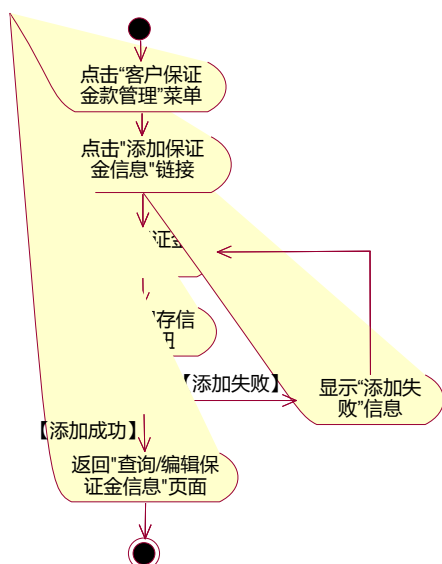 点击“客户保证
金款管理”菜单
点击"添加保证
金信息"链接
证金
存信
【添加失败】
显示“添加失
败”信息
【添加成功】
返回"查询/编辑保
证金信息"页面